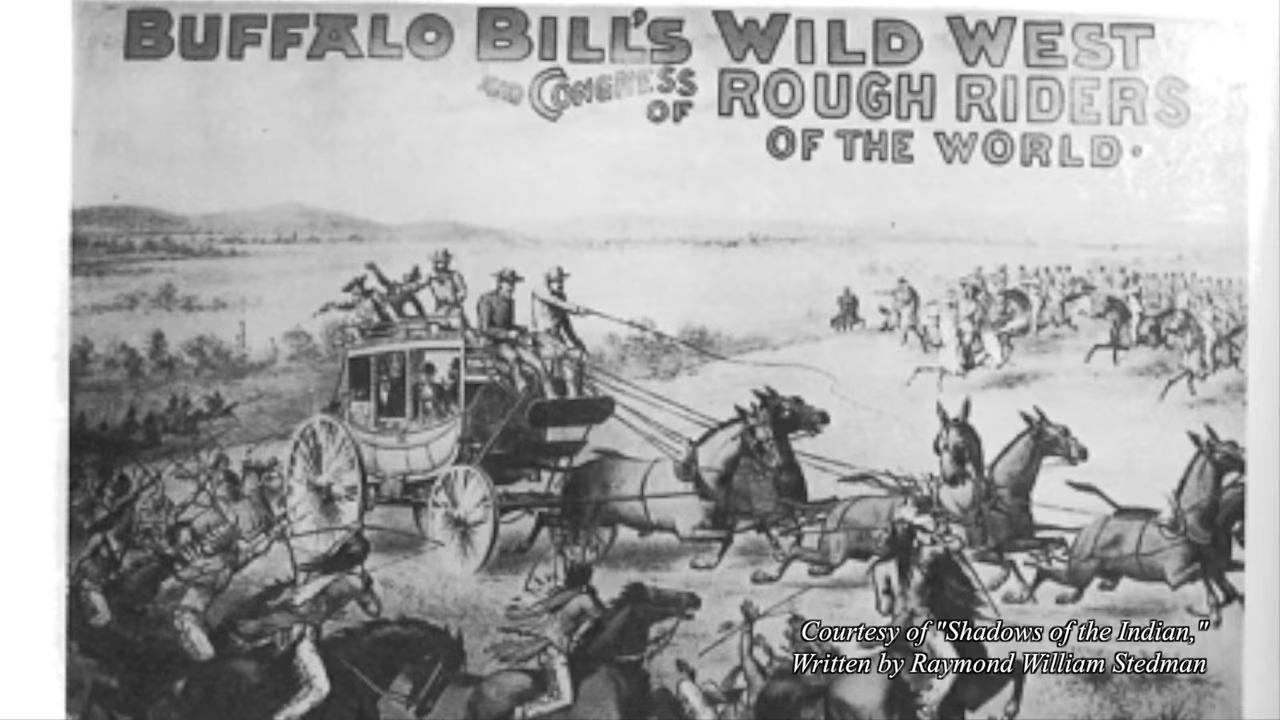 BUFFALO BILL'S WILD WEST
AND CONGRESS OF ROUGH RIDERS
OF THE WORLD.
Courtesy of "Shadows of the Indian,"
Written by Raymond William Stedman